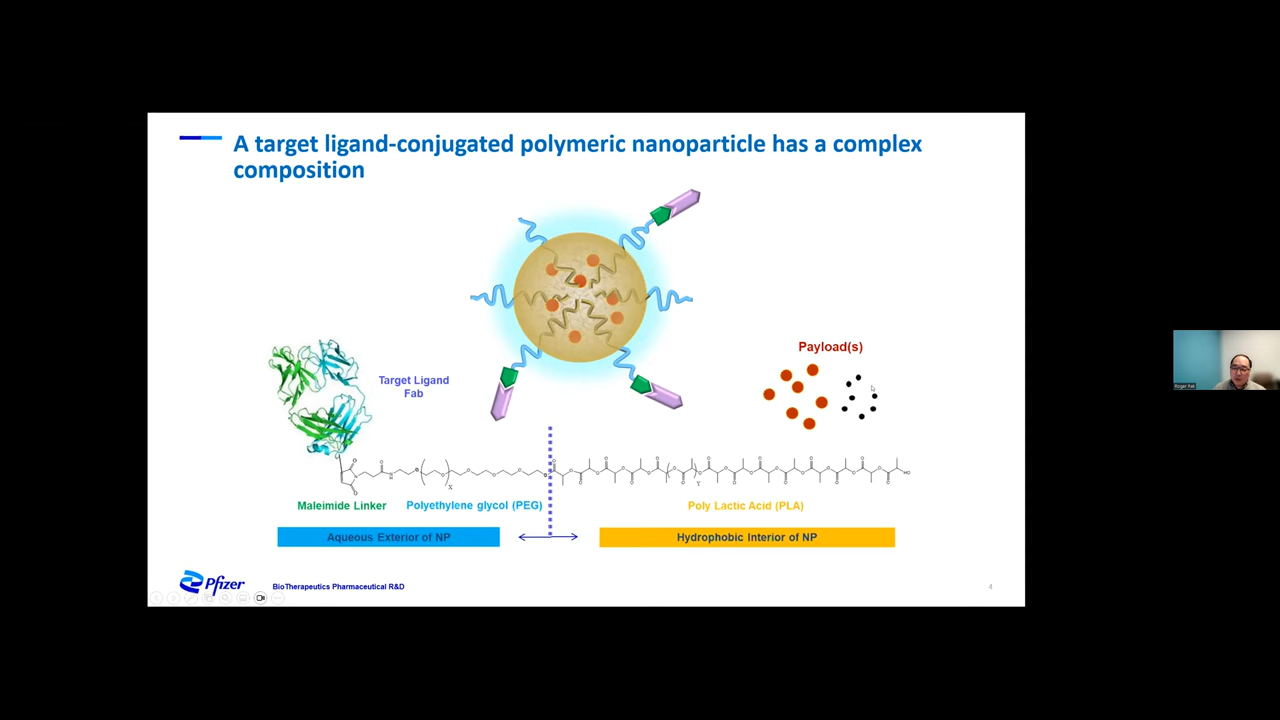 A target ligand-conjugated polymeric nanoparticle has a complex
composition
Payload(s)
Target Ligand
Fab
Maleimide Linker
Polyethylene glycol (PEG)
Poly Lactic Acid (PLA)
Aqueous Exterior of NP
Hydrophobic Interior of NP
Pfizer
BioTherapeutics Pharmaceutical R&D
4